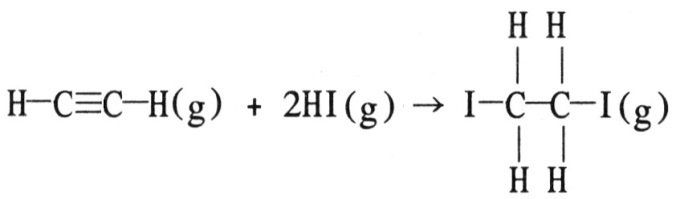 H H
H-C≡C-H(g) + 2HI(g) → I-C-C-I(g)
H H